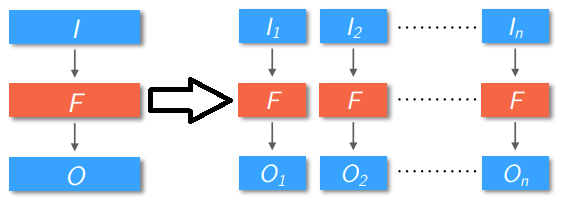 I I₁ I₂ ................ Iₙ
F F F ................ F
O O₁ O₂ ................ Oₙ